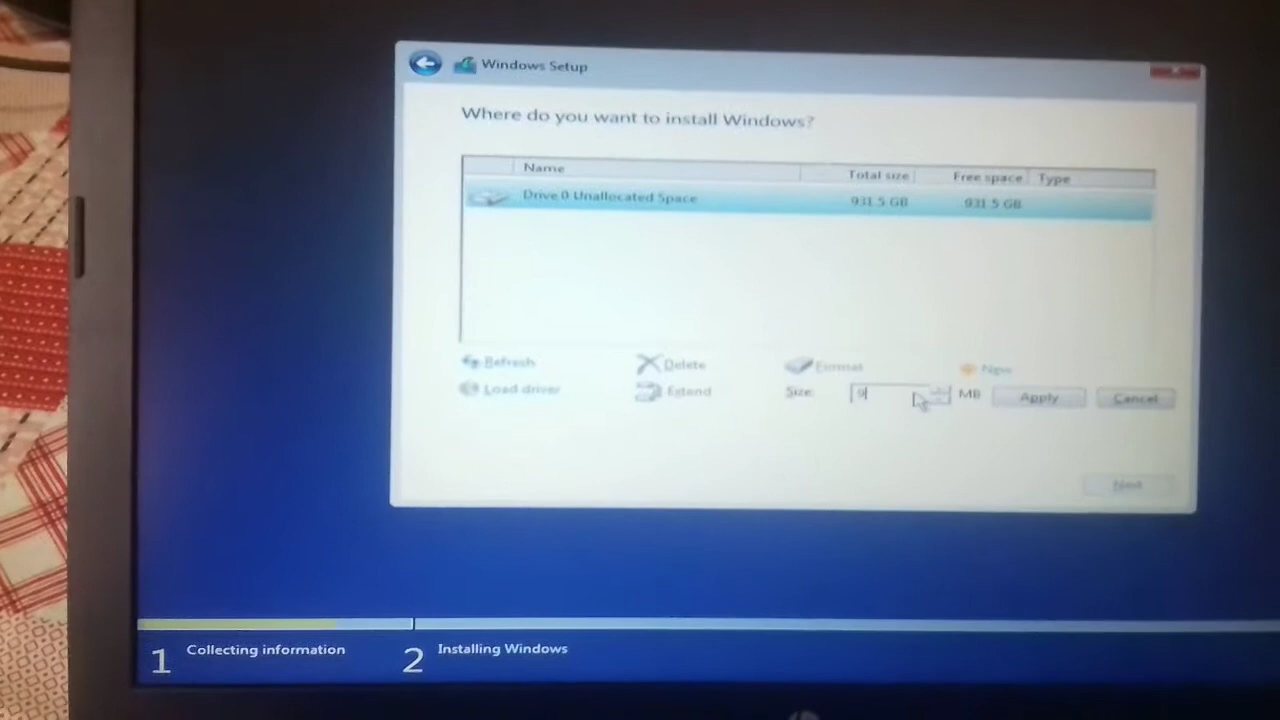 Windows Setup
Where do you want to install Windows?
Name Total size Free space Type
Drive 0 Unallocated Space 931.5 GB 931.5 GB
Refresh Delete Format New
Load driver Extend Size: 9 MB Apply Cancel
Next
1 Collecting information 2 Installing Windows